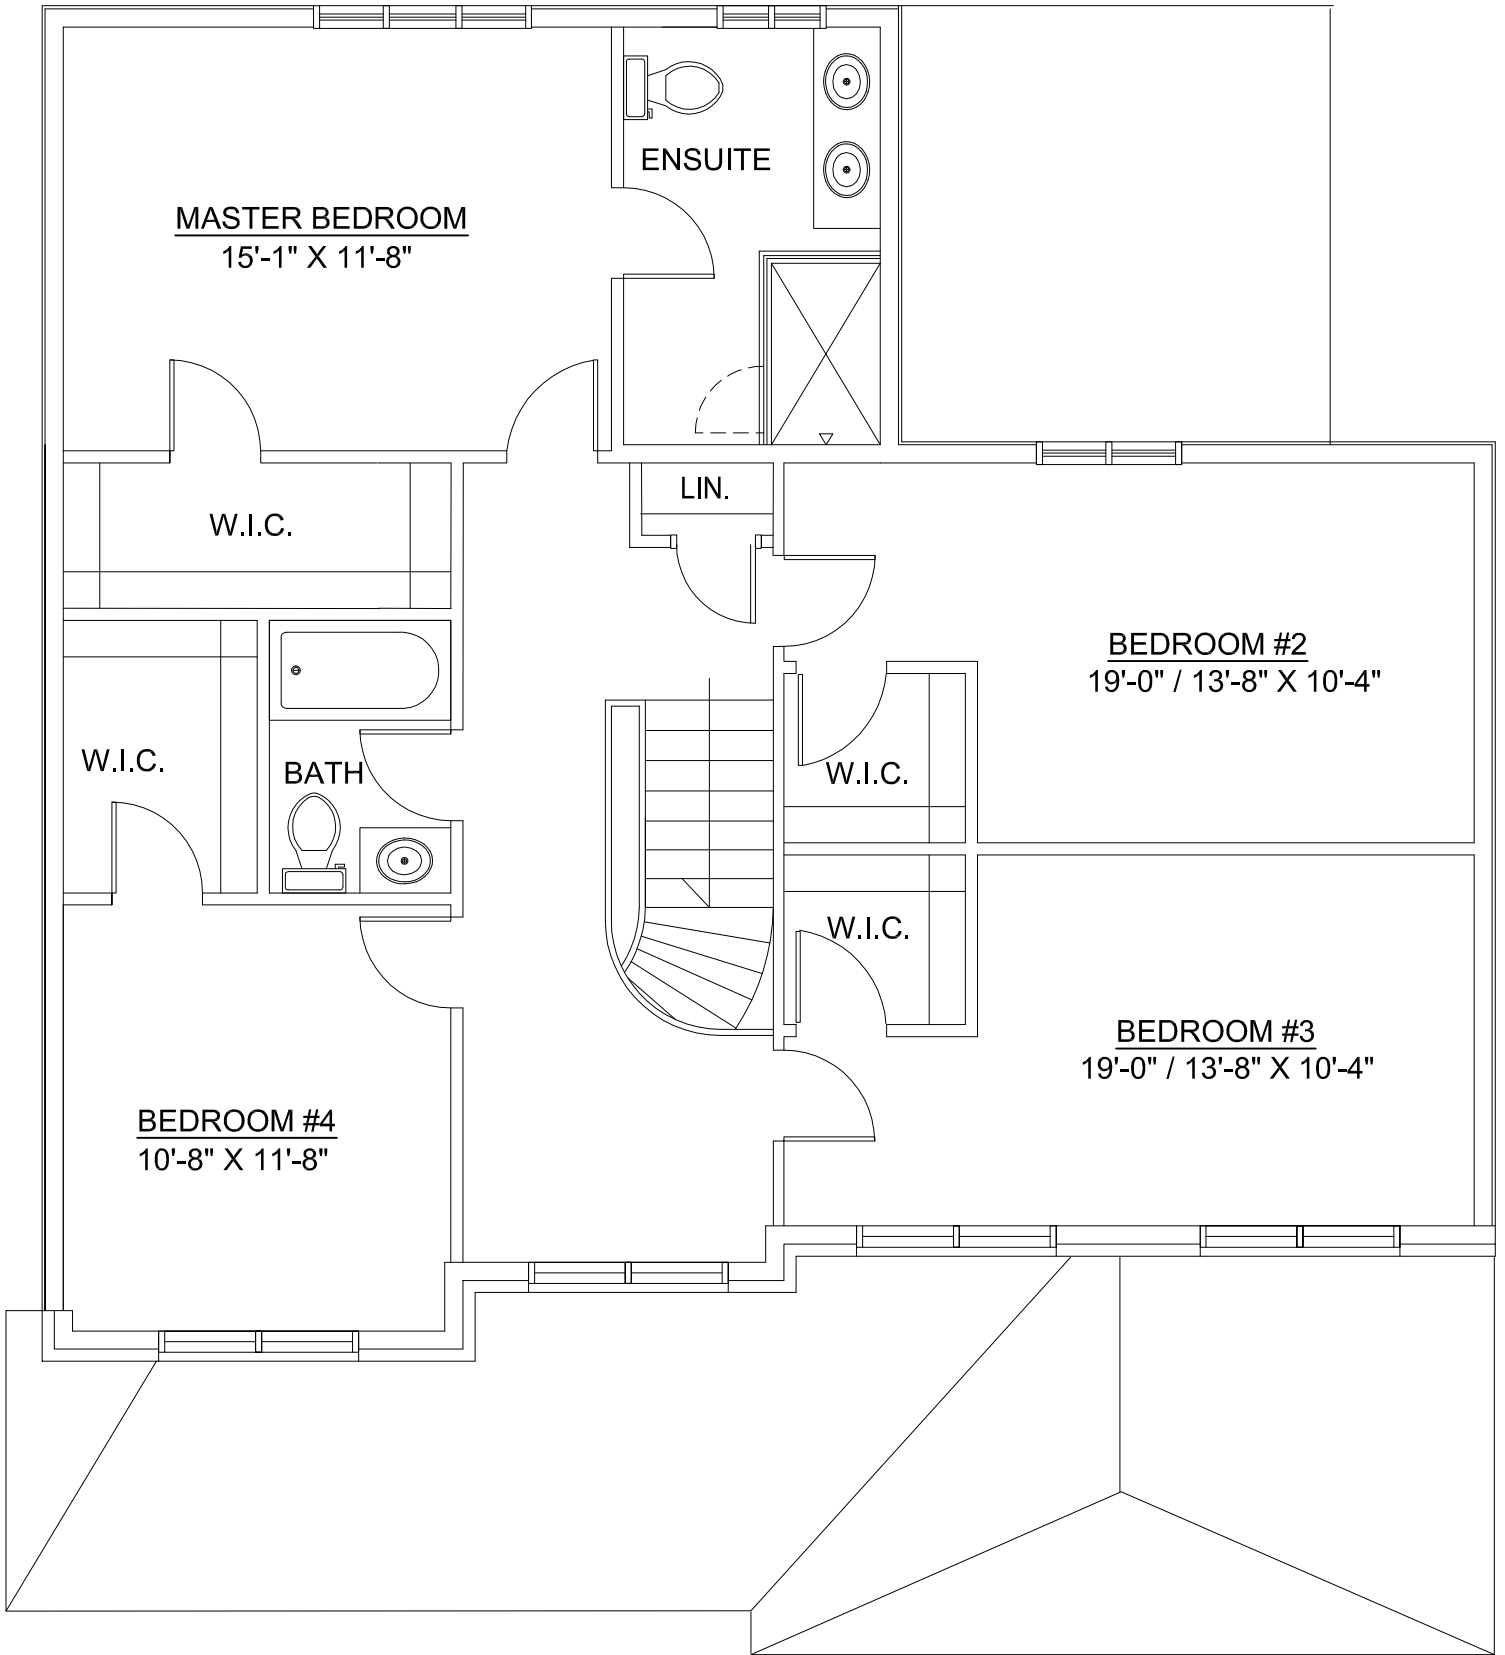 ENSUITE
MASTER BEDROOM
15'-1" X 11'-8"
LIN.
W.I.C.
BEDROOM #2
19'-0" / 13'-8" X 10'-4"
W.I.C.
BATH
W.I.C.
W.I.C.
BEDROOM #3
19'-0" / 13'-8" X 10'-4"
BEDROOM #4
10'-8" X 11'-8"